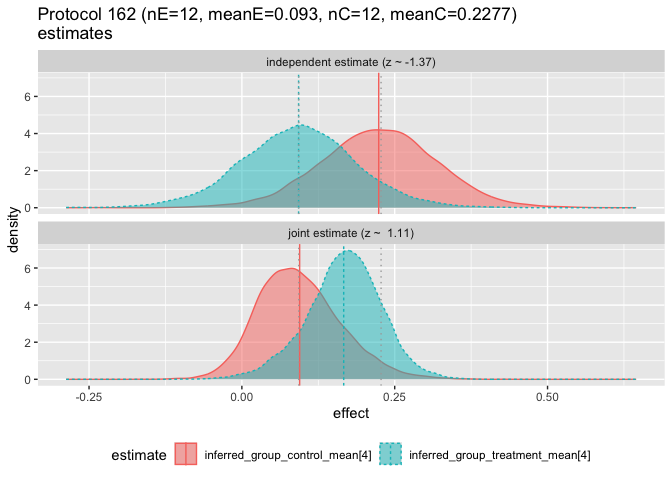 Protocol 162 (nE=12, meanE=0.093, nC=12, meanC=0.2277)
estimates
independent estimate (z ~ -1.37)
6
4
2
0
density
joint estimate (z ~  1.11)
6
4
2
0
-0.25 0.00 0.25 0.50
effect
estimate inferred_group_control_mean[4] inferred_group_treatment_mean[4]